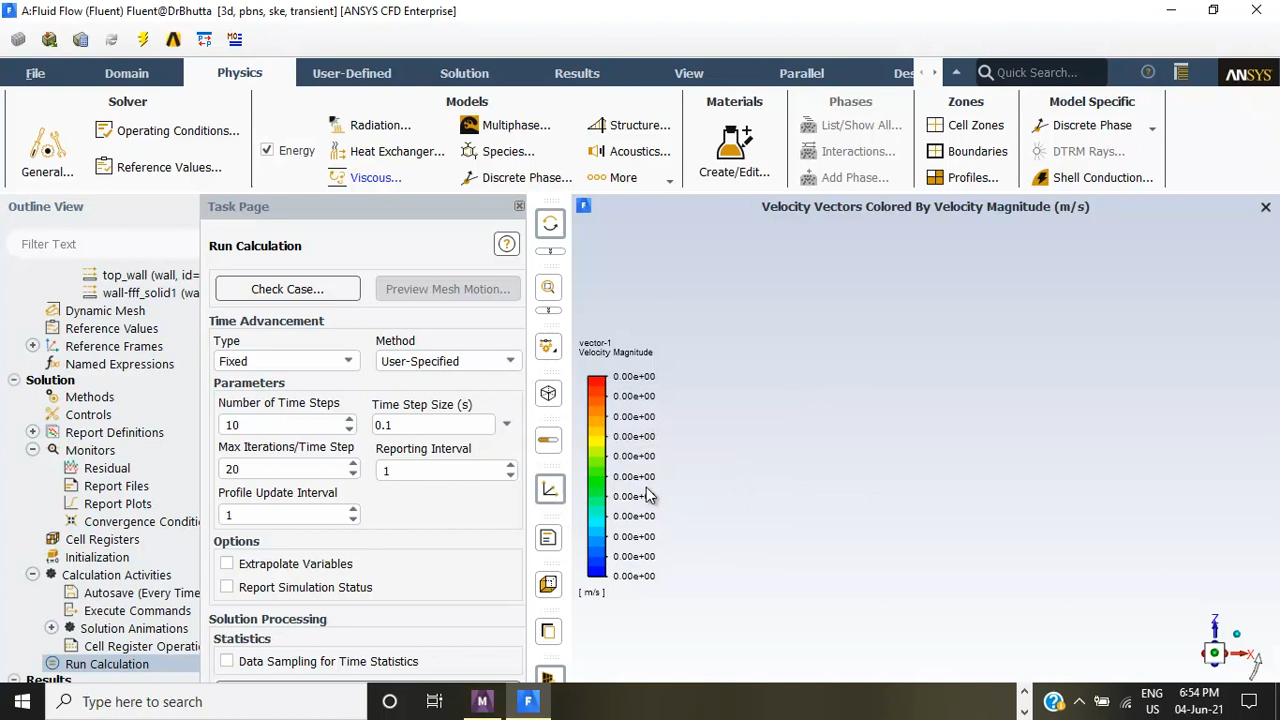 A:Fluid Flow (Fluent) Fluent@DrBhutta [3d, pbns, ske, transient] [ANSYS CFD Enterprise]
File Domain Physics User-Defined Solution Results View Parallel Des Quick Search... ANSYS
Solver Models Materials Phases Zones Model Specific
Operating Conditions... Radiation... Multiphase... Structure... List/Show All... Cell Zones Discrete Phase
Energy Heat Exchanger... Species... Acoustics... Interactions... Boundaries DTRM Rays...
General... Reference Values... Viscous... Discrete Phase... More Create/Edit... Add Phase... Profiles... Shell Conduction...
Outline View
Filter Text
top_wall (wall, id=
wall-fff_solid1 (wa
Dynamic Mesh
Reference Values
Reference Frames
Named Expressions
Solution
Methods
Controls
Report Definitions
Monitors
Residual
Report Files
Report Plots
Convergence Conditi
Cell Registers
Initialization
Calculation Activities
Autosave (Every Time
Execute Commands
Solution Animations
Cell Register Operati
Run Calculation
Results
Task Page
Run Calculation
Check Case... Preview Mesh Motion...
Time Advancement
Type Method
Fixed User-Specified
Parameters
Number of Time Steps Time Step Size (s)
10 0.1
Max Iterations/Time Step Reporting Interval
20 1
Profile Update Interval
1
Options
Extrapolate Variables
Report Simulation Status
Solution Processing
Statistics
Data Sampling for Time Statistics
Velocity Vectors Colored By Velocity Magnitude (m/s)
vector-1
Velocity Magnitude
0.00e+00
0.00e+00
0.00e+00
0.00e+00
0.00e+00
0.00e+00
0.00e+00
0.00e+00
0.00e+00
0.00e+00
0.00e+00
[ m/s ]
Z
X
Type here to search
ENG
US
6:54 PM
04-Jun-21